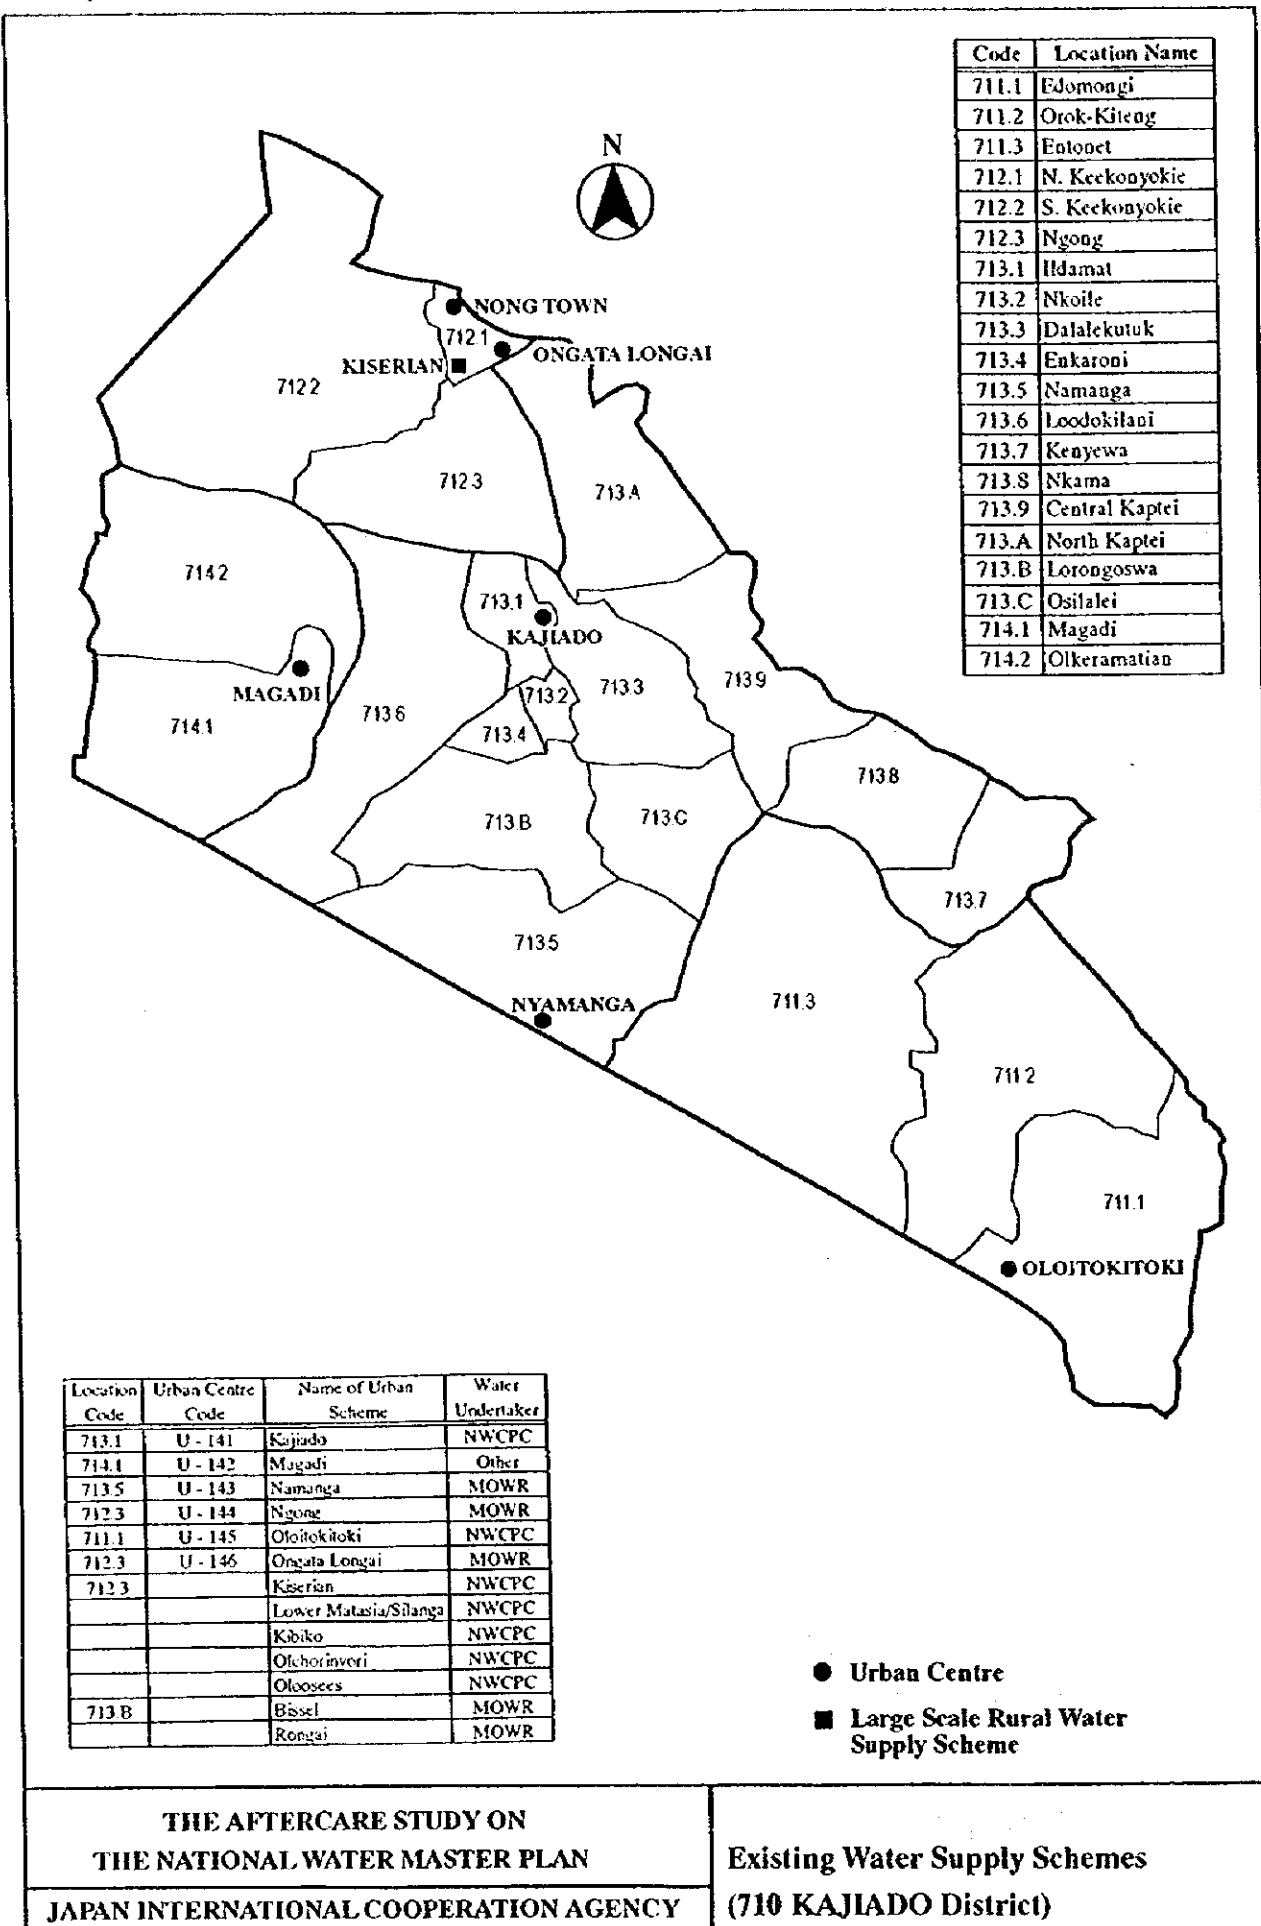 Code Location Name
711.1 Edomongi
711.2 Orok-Kiteng
711.3 Entonet
712.1 N. Keekonyokie
712.2 S. Keekonyokie
712.3 Ngong
713.1 Ildamat
713.2 Nkoile
713.3 Dalalekutuk
713.4 Enkaroni
713.5 Namanga
713.6 Loodokilani
713.7 Kenyewa
713.8 Nkama
713.9 Central Kaptei
713.A North Kaptei
713.B Lorongoswa
713.C Osilalei
714.1 Magadi
714.2 Olkeramatian
N
NONG TOWN
712.1
ONGATA LONGAI
KISERIAN
712.2
712.3
713.A
714.2
713.1
KAJIADO
MAGADI
713.2
713.3
713.9
714.1
713.6
713.4
713.8
713.B
713.C
713.7
713.5
NYAMANGA
711.3
711.2
711.1
OLOITOKITOKI
Location Code Urban Centre Code Name of Urban Scheme Water Undertaker
713.1 U - 141 Kajiado NWCPC
714.1 U - 142 Magadi Other
713.5 U - 143 Namanga MOWR
712.3 U - 144 Ngong MOWR
711.1 U - 145 Oloitokitoki NWCPC
712.3 U - 146 Ongata Longai MOWR
712.3 Kiserian NWCPC
Lower Matasia/Silanga NWCPC
Kibiko NWCPC
Olchorinyori NWCPC
Oloosees NWCPC
713.B Bissel MOWR
Rongai MOWR
Urban Centre
Large Scale Rural Water
Supply Scheme
THE AFTERCARE STUDY ON
THE NATIONAL WATER MASTER PLAN
JAPAN INTERNATIONAL COOPERATION AGENCY
Existing Water Supply Schemes
(710 KAJIADO District)